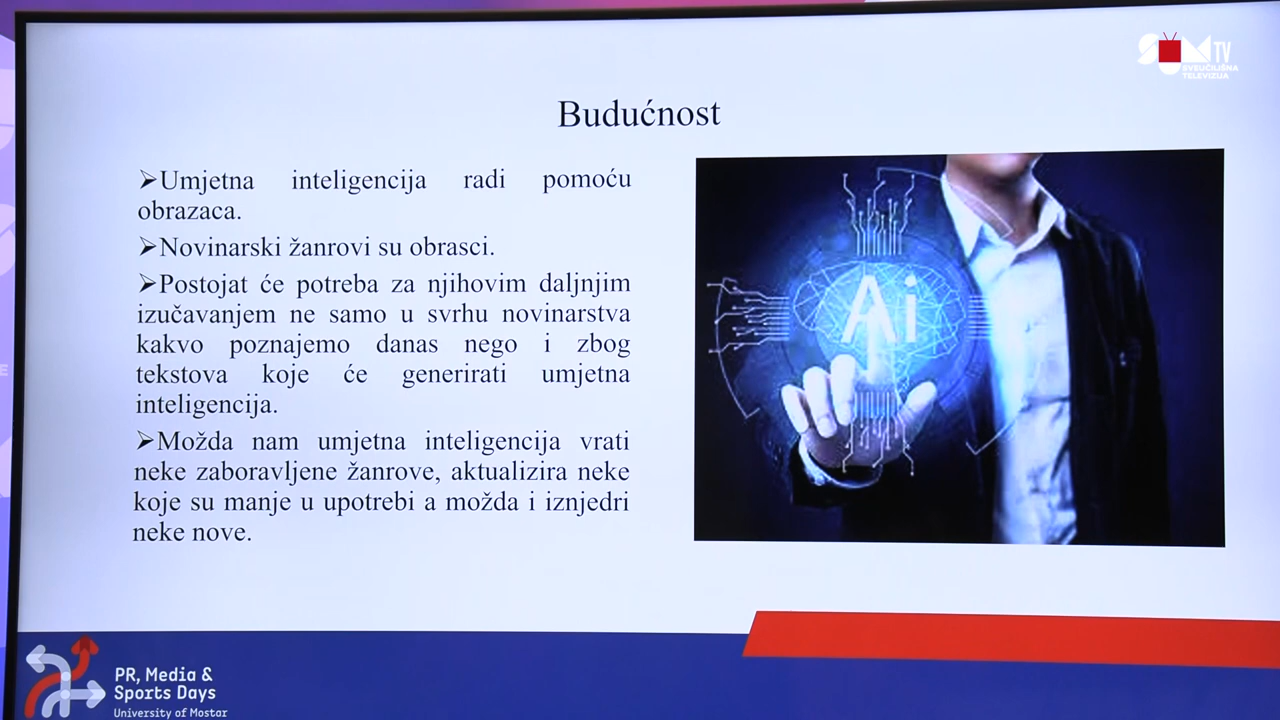 SUM TV
SVEUČILIŠNA
TELEVIZIJA
Budućnost
➢Umjetna inteligencija radi pomoću
obrazaca.
➢Novinarski žanrovi su obrasci.
➢Postojat će potreba za njihovim daljnjim
izučavanjem ne samo u svrhu novinarstva
kakvo poznajemo danas nego i zbog
tekstova koje će generirati umjetna
inteligencija.
➢Možda nam umjetna inteligencija vrati
neke zaboravljene žanrove, aktualizira neke
koje su manje u upotrebi a možda i iznjedri
neke nove.
Ai
PR, Media &
Sports Days
University of Mostar